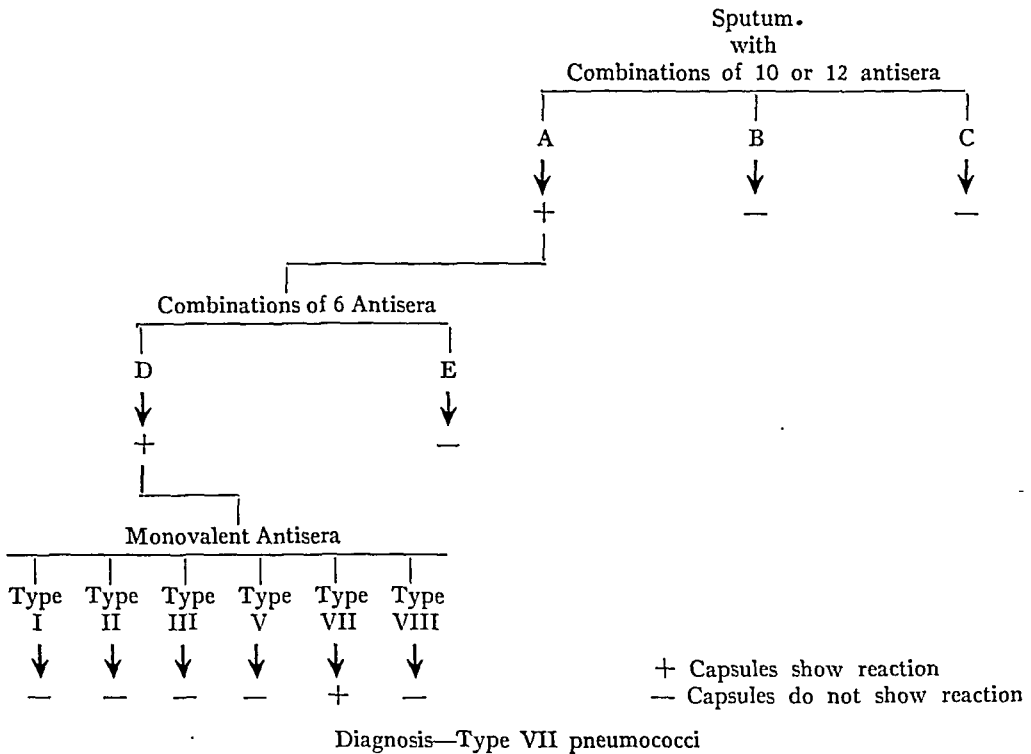 Sputum.
with
Combinations of 10 or 12 antisera
A B C
+ — —
Combinations of 6 Antisera
D E
+ —
Monovalent Antisera
Type Type Type Type Type Type
I II III V VII VIII
— — — — + —
+ Capsules show reaction
— Capsules do not show reaction
Diagnosis—Type VII pneumococci